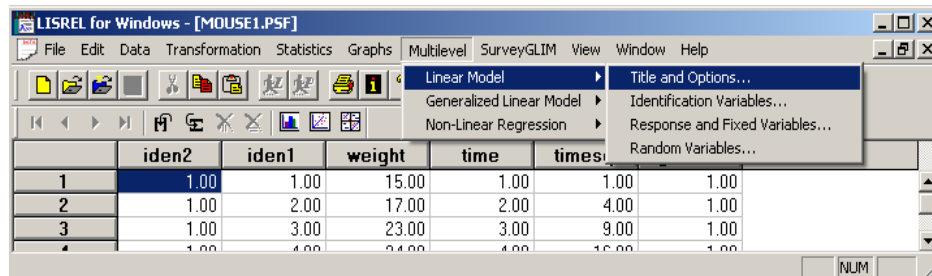 LISREL for Windows - [MOUSE1.PSF]
File Edit Data Transformation Statistics Graphs Multilevel SurveyGLIM View Window Help
Linear Model
Generalized Linear Model
Non-Linear Regression
Title and Options...
Identification Variables...
Response and Fixed Variables...
Random Variables...
iden2 iden1 weight time
1 1.00 1.00 15.00 1.00 1.00 1.00
2 1.00 2.00 17.00 2.00 4.00 1.00
3 1.00 3.00 23.00 3.00 9.00 1.00
NUM